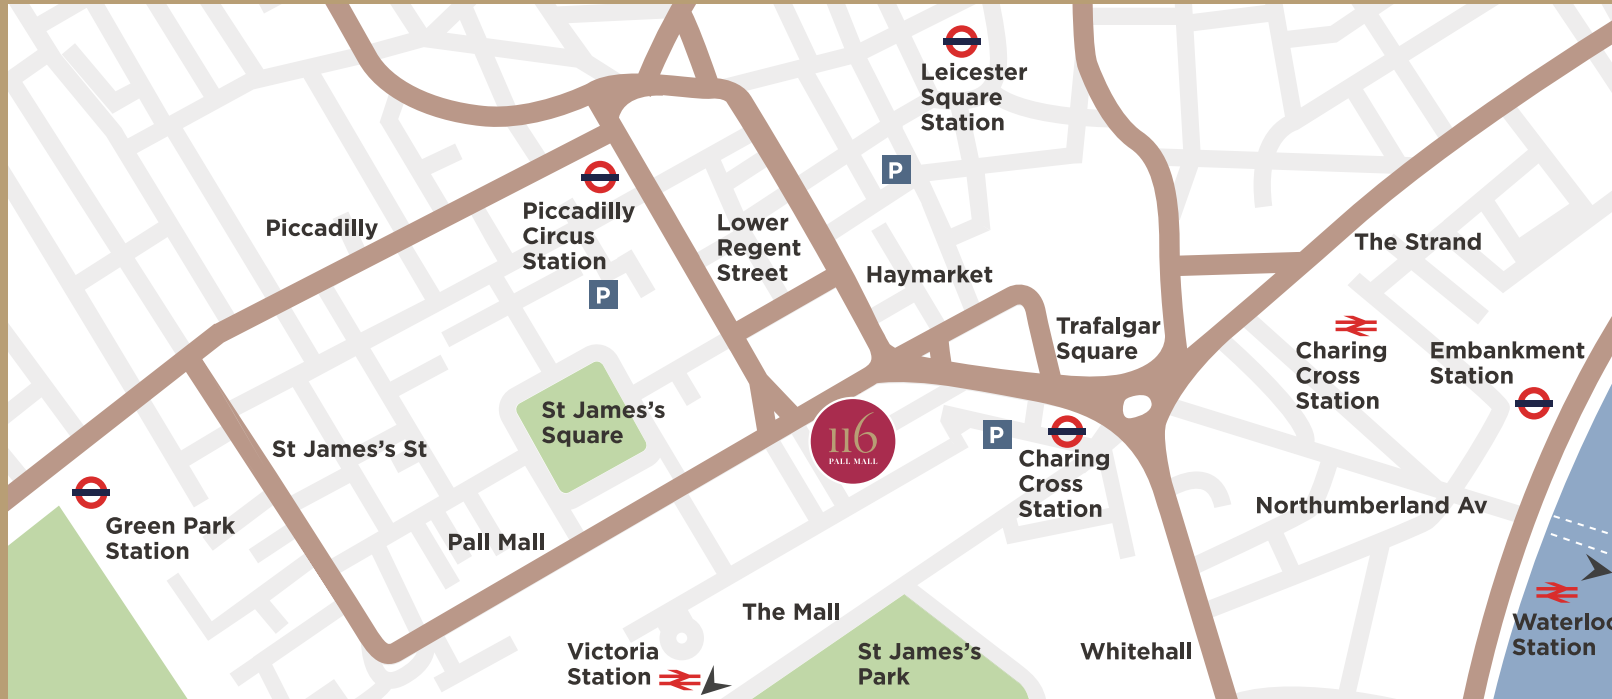 Leicester
Square
Station
P
Piccadilly
Piccadilly
Circus
Station
P
Lower
Regent
Street
Haymarket
The Strand
Trafalgar
Square
Charing
Cross
Station
Embankment
Station
St James's
Square
St James's St
116
PALL MALL
P
Charing
Cross
Station
Green Park
Station
Pall Mall
Northumberland Av
The Mall
Victoria
Station
St James's
Park
Whitehall
Waterloo
Station